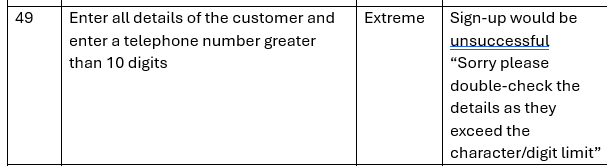 49
Enter all details of the customer and
enter a telephone number greater
than 10 digits
Extreme
Sign-up would be
unsuccessful
“Sorry please
double-check the
details as they
exceed the
character/digit limit”